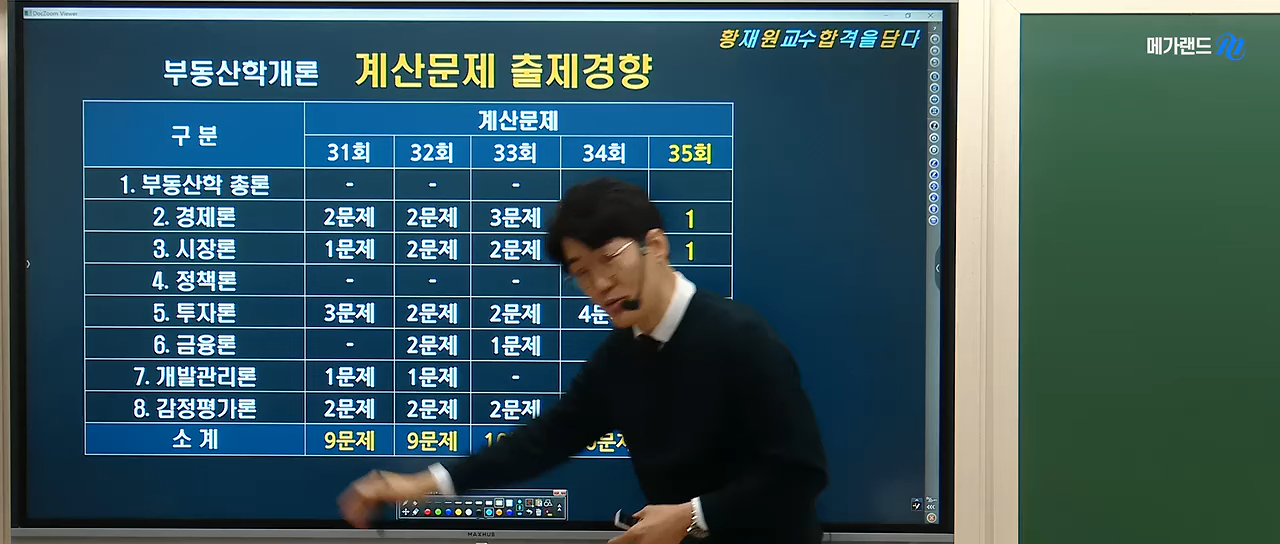 DocZoom Viewer
황재원교수합격을담다
메가랜드
부동산학개론 계산문제 출제경향
구 분 계산문제
31회 32회 33회 34회 35회
1. 부동산학 총론 - - -
2. 경제론 2문제 2문제 3문제 1
3. 시장론 1문제 2문제 2문제 1
4. 정책론 - - -
5. 투자론 3문제 2문제 2문제
6. 금융론 - 2문제 1문제
7. 개발관리론 1문제 1문제 -
8. 감정평가론 2문제 2문제 2문제
소 계 9문제 9문제
MAXHUB